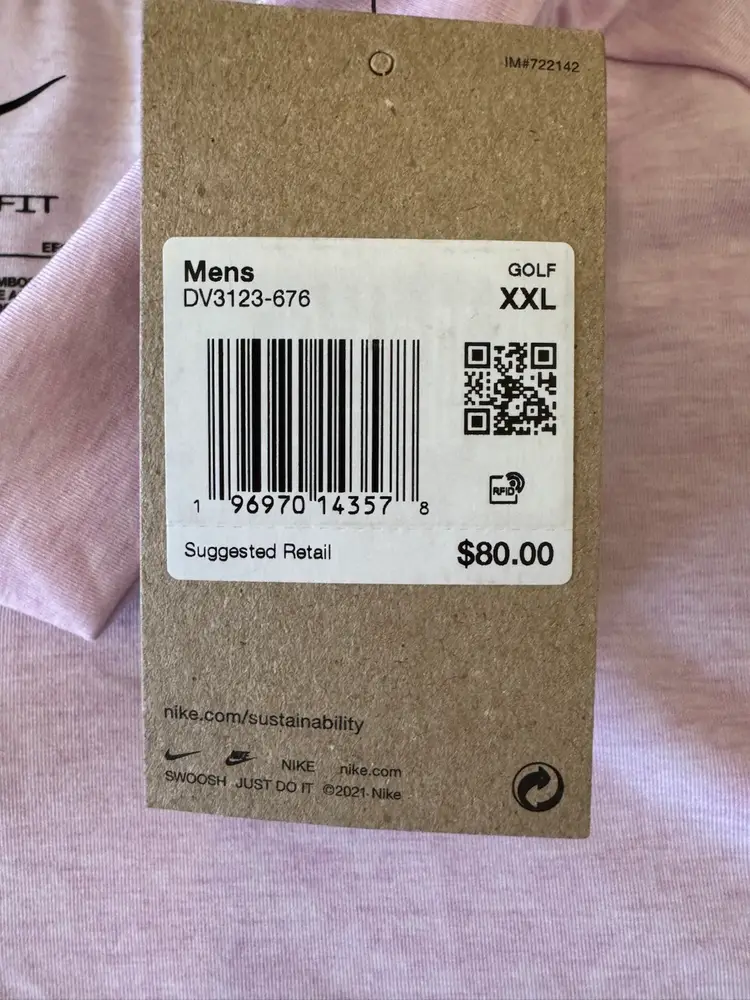 IM#722142
FIT
Mens
GOLF
DV3123-676
XXL
RFID
1 96970 14357 8
Suggested Retail
$80.00
nike.com/sustainability
NIKE nike.com
SWOOSH JUST DO IT ©2021 Nike